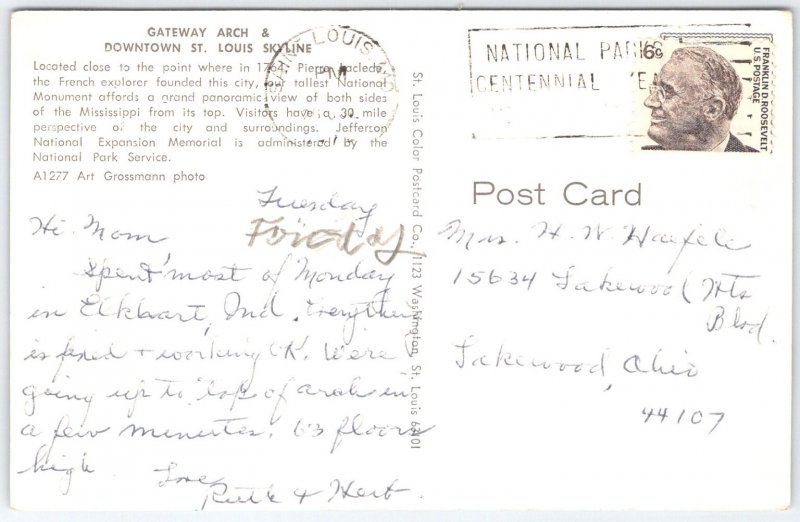 GATEWAY ARCH &
DOWNTOWN ST. LOUIS SKYLINE
Located close to the point where in 1764, Pierre Laclede,
the French explorer founded this city, our tallest National
Monument affords a grand panoramic view of both sides
of the Mississippi from its top. Visitors have a 30 mile
perspective of the city and surroundings. Jefferson
National Expansion Memorial is administered by the
National Park Service.
A1277 Art Grossmann photo
Tuesday
Friday
Hi Mom
Spent most of Monday
in Elkhart, Ind. Everything
is fixed + working OK. Were
going up to top of arch in
a few minutes. 63 floors
high
Love
Ruth & Herb.
St. Louis Color Postcard Co., 1123 Washington, St. Louis 63101
LOUIS
PM
NATIONAL PARKS
CENTENNIAL YEA
6¢
FRANKLIN D. ROOSEVELT
U.S. POSTAGE
Post Card
Mrs. H. W. Haefele
15634 Lakewood Hts
Blvd.
Lakewood, Ohio
44107